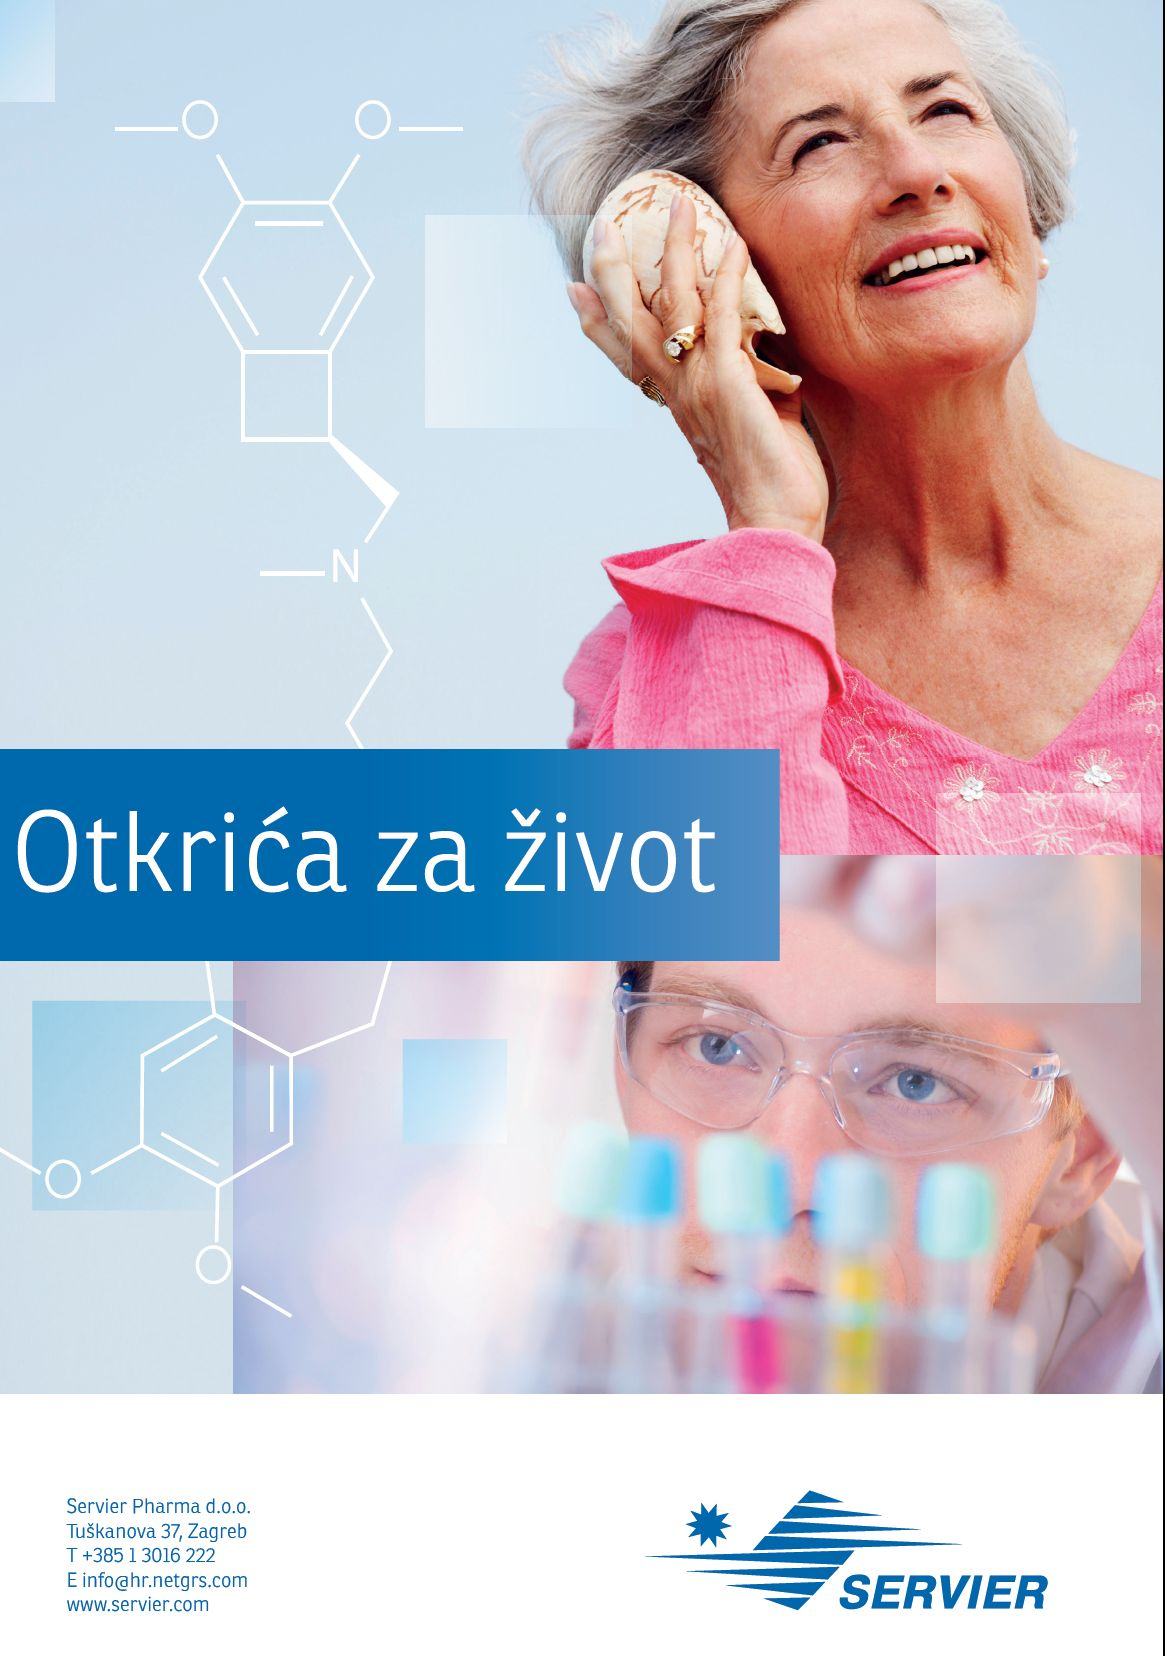 O O
N
Otkrića za život
O
O
Servier Pharma d.o.o.
Tuškanova 37, Zagreb
T +385 1 3016 222
E info@hr.netgrs.com
www.servier.com
SERVIER